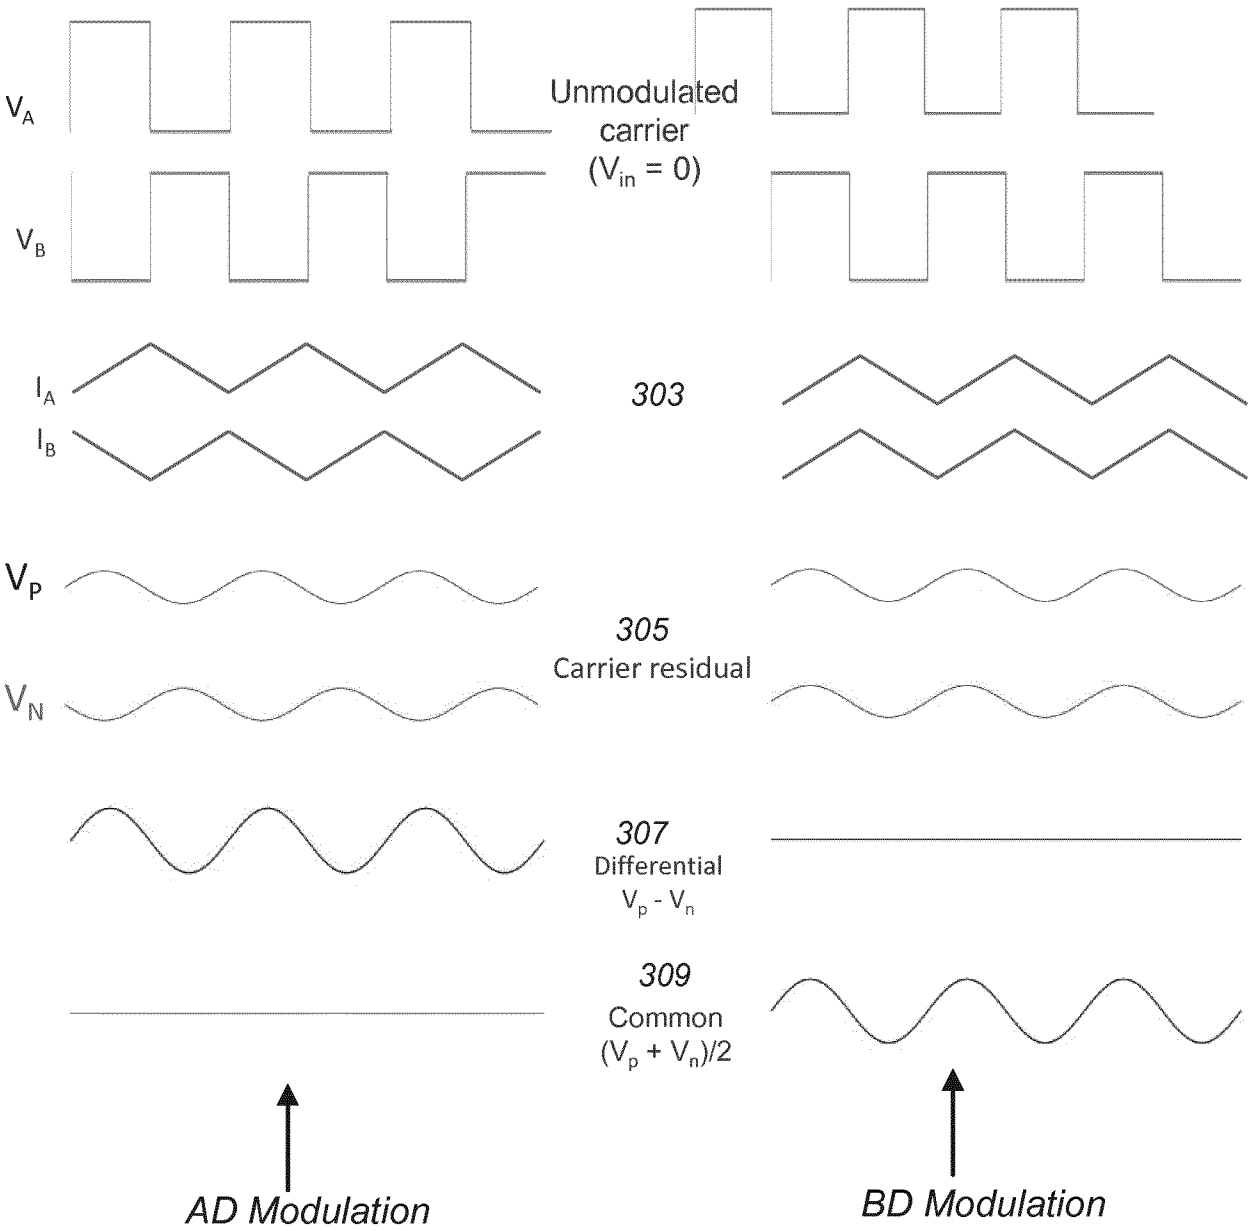 V_A
Unmodulated
carrier
(V_in = 0)
V_B
I_A
303
I_B
V_P
305
Carrier residual
V_N
307
Differential
V_p - V_n
309
Common
(V_p + V_n)/2
AD Modulation
BD Modulation